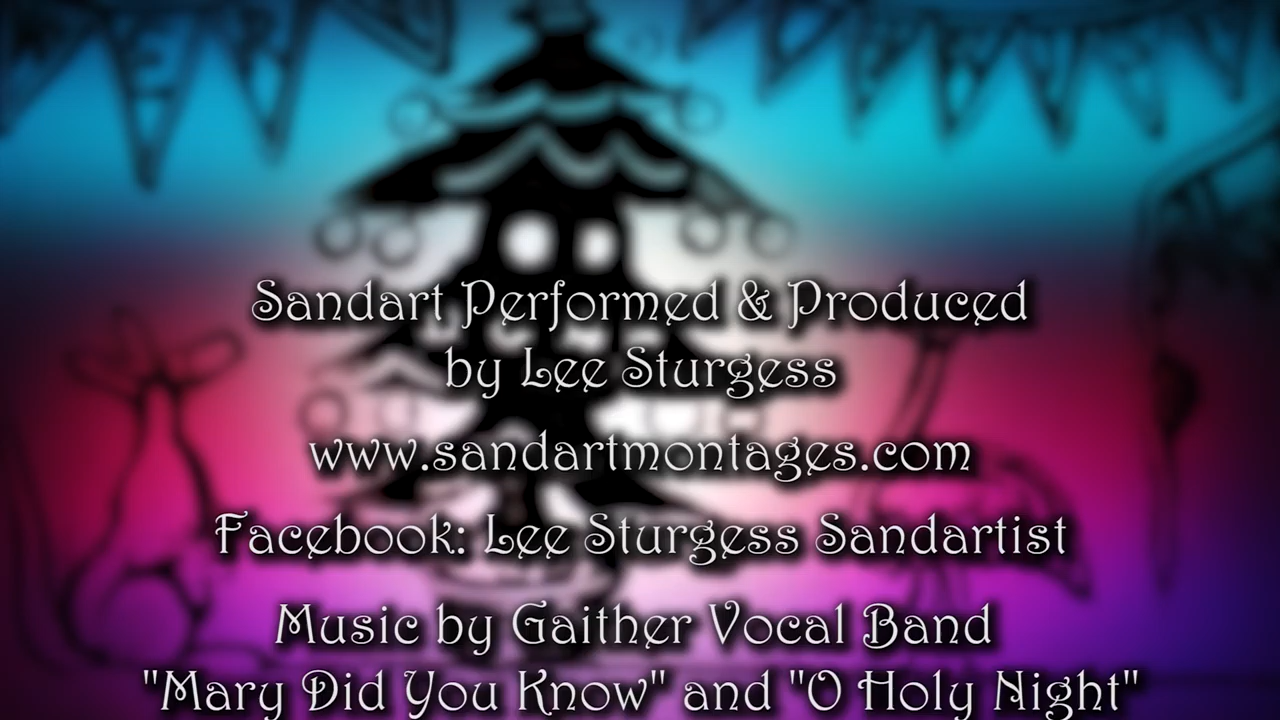 Sandart Performed & Produced
by Lee Sturgess
www.sandartmontages.com
Facebook: Lee Sturgess Sandartist
Music by Gaither Vocal Band
"Mary Did You Know" and "O Holy Night"